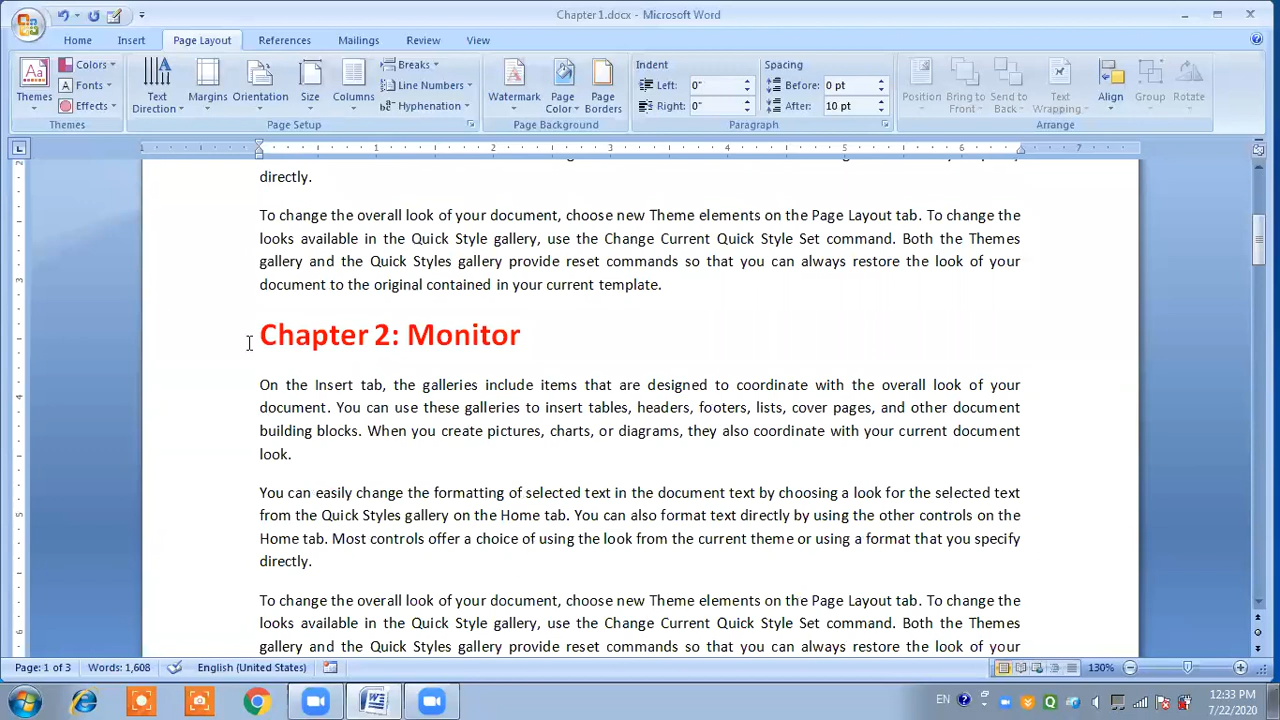 Chapter 1.docx - Microsoft Word
Home Insert Page Layout References Mailings Review View
Themes
Colors
Fonts
Effects
Themes
Text Direction
Margins
Orientation
Size
Columns
Breaks
Line Numbers
Hyphenation
Page Setup
Watermark
Page Color
Page Borders
Page Background
Indent
Left: 0"
Right: 0"
Spacing
Before: 0 pt
After: 10 pt
Paragraph
Position
Bring to Front
Send to Back
Text Wrapping
Align
Group
Rotate
Arrange
1 1 2 3 4 5 6 7
directly.
To change the overall look of your document, choose new Theme elements on the Page Layout tab. To change the
looks available in the Quick Style gallery, use the Change Current Quick Style Set command. Both the Themes
gallery and the Quick Styles gallery provide reset commands so that you can always restore the look of your
document to the original contained in your current template.
Chapter 2: Monitor
On the Insert tab, the galleries include items that are designed to coordinate with the overall look of your
document. You can use these galleries to insert tables, headers, footers, lists, cover pages, and other document
building blocks. When you create pictures, charts, or diagrams, they also coordinate with your current document
look.
You can easily change the formatting of selected text in the document text by choosing a look for the selected text
from the Quick Styles gallery on the Home tab. You can also format text directly by using the other controls on the
Home tab. Most controls offer a choice of using the look from the current theme or using a format that you specify
directly.
To change the overall look of your document, choose new Theme elements on the Page Layout tab. To change the
looks available in the Quick Style gallery, use the Change Current Quick Style Set command. Both the Themes
gallery and the Quick Styles gallery provide reset commands so that you can always restore the look of your
Page: 1 of 3 Words: 1,608 English (United States) 130%
EN 12:33 PM
7/22/2020